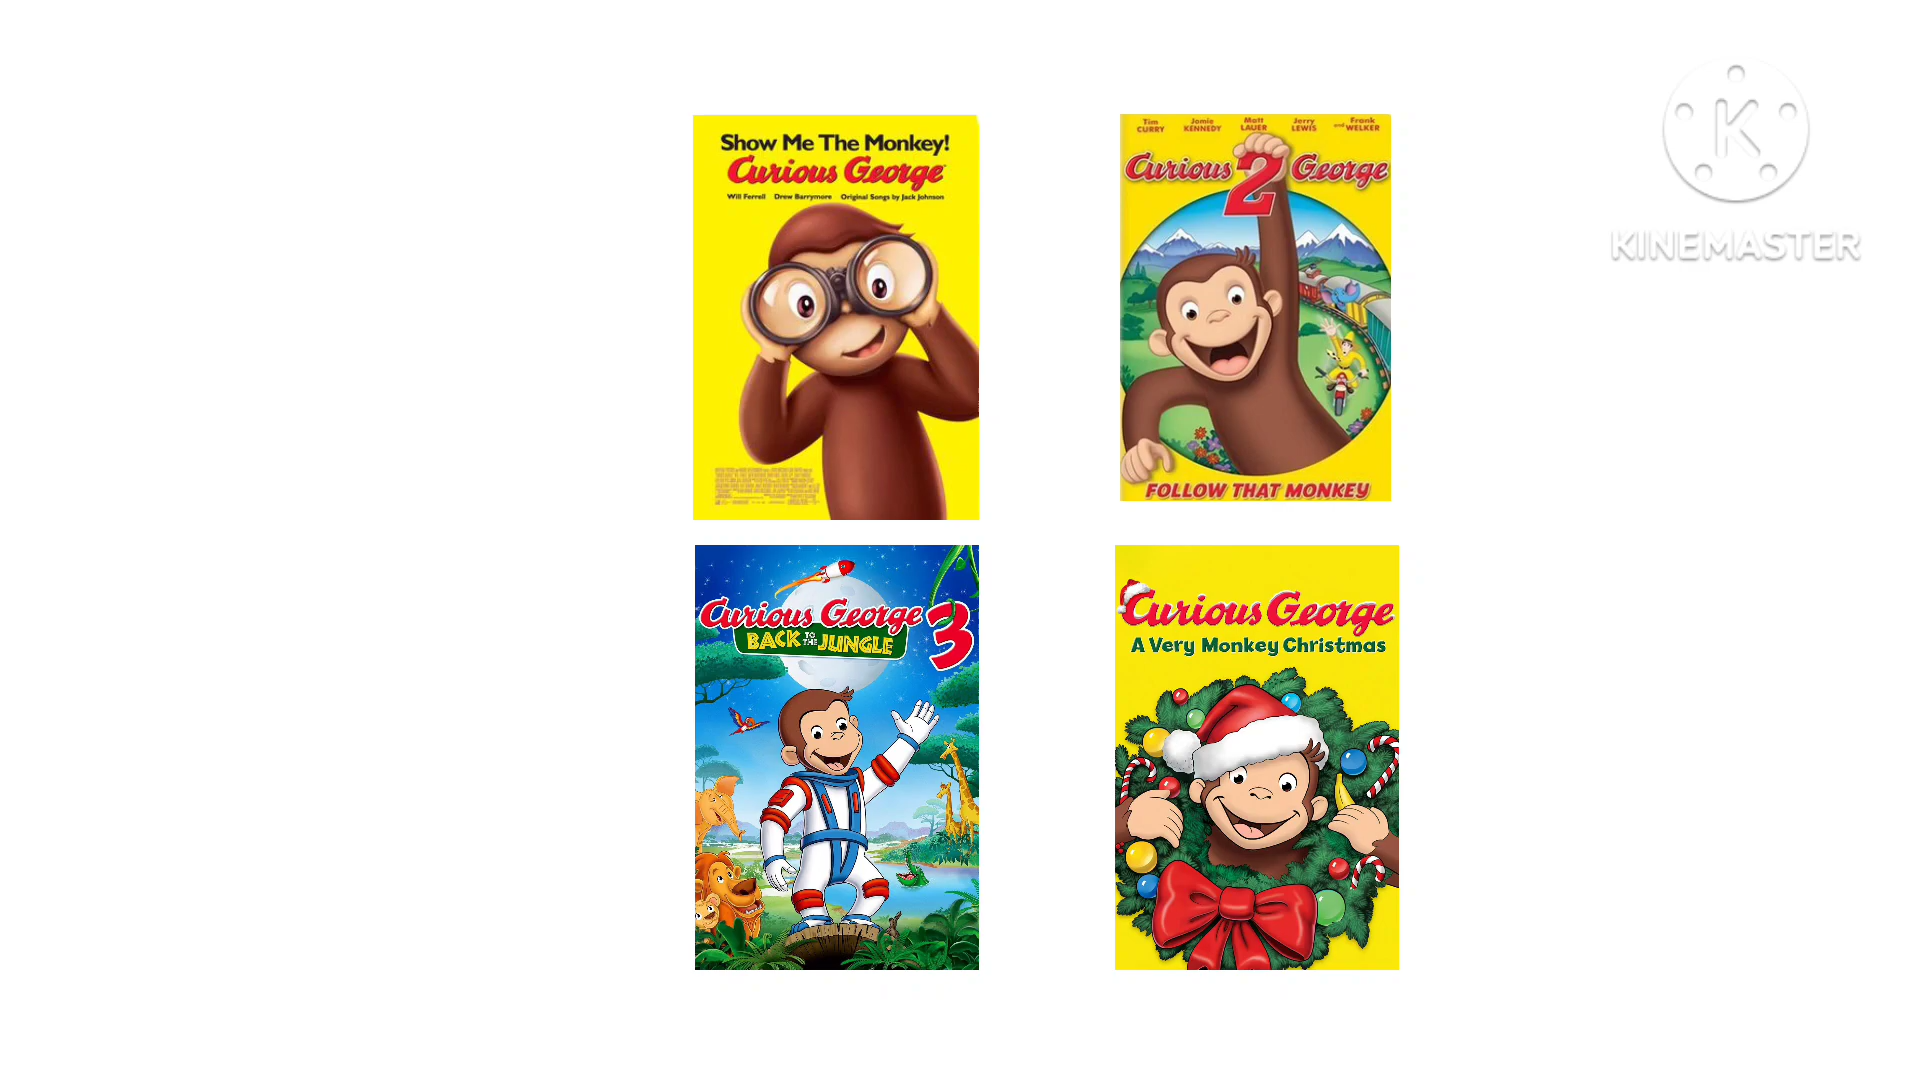 Show Me The Monkey!
Curious George
Will Ferrell Drew Barrymore Original Songs by Jack Johnson
Tim CURRY Jamie KENNEDY Matt LAUER Jerry LEWIS and Frank WELKER
Curious 2 George
FOLLOW THAT MONKEY
Curious George 3
BACK TO THE JUNGLE
Curious George
A Very Monkey Christmas
K
KINEMASTER